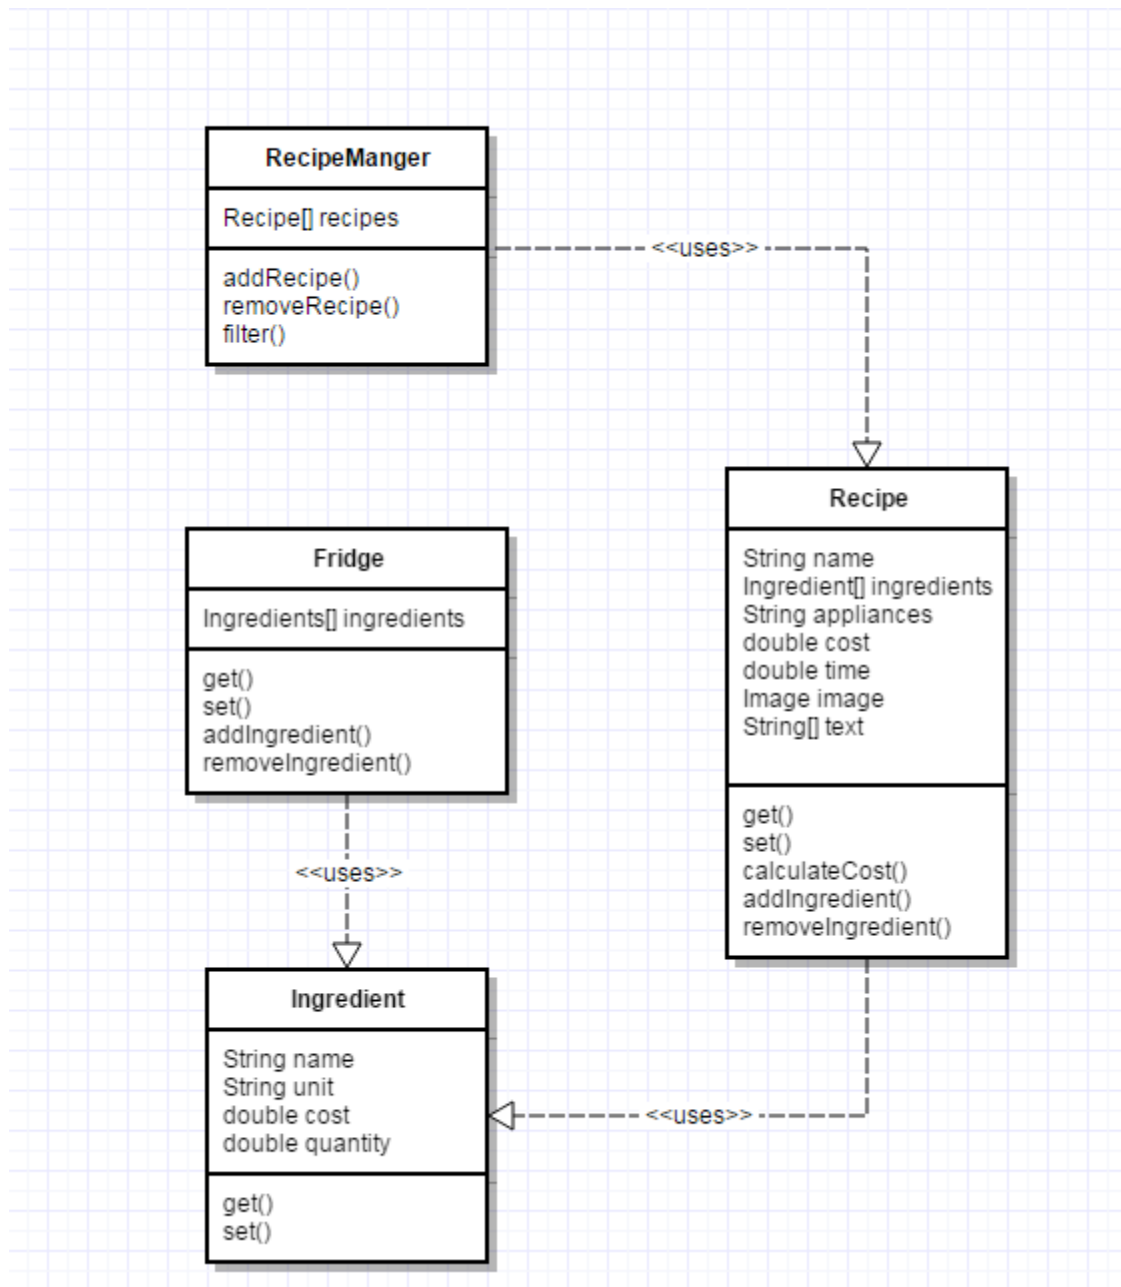 RecipeManger
Recipe[] recipes
addRecipe()
removeRecipe()
filter()
<<uses>>
Recipe
String name
Ingredient[] ingredients
String appliances
double cost
double time
Image image
String[] text
get()
set()
calculateCost()
addIngredient()
removeIngredient()
Fridge
Ingredients[] ingredients
get()
set()
addIngredient()
removeIngredient()
<<uses>>
Ingredient
String name
String unit
double cost
double quantity
get()
set()
<<uses>>